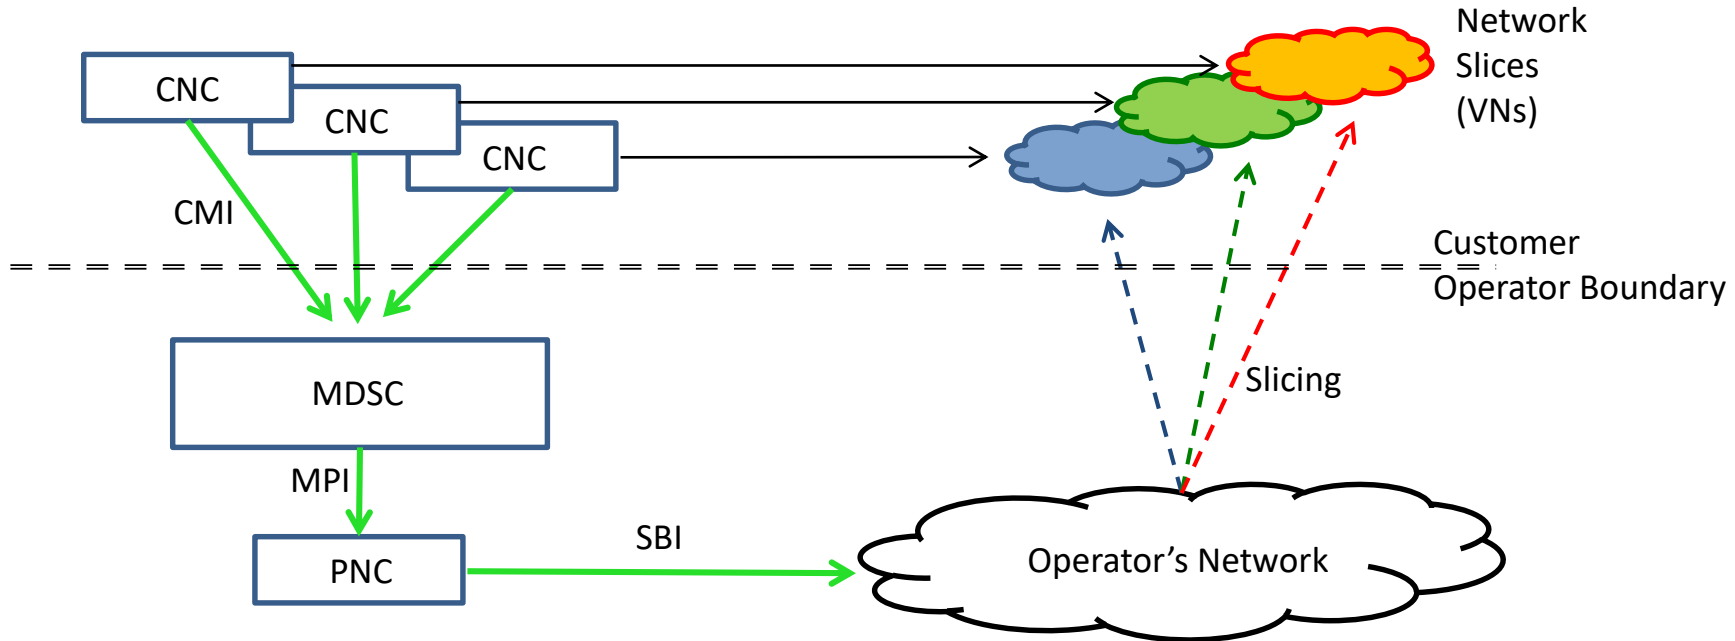 Network
Slices
(VNs)
CNC
CNC
CNC
CMI
Customer
Operator Boundary
MDSC
Slicing
MPI
SBI
PNC
Operator’s Network